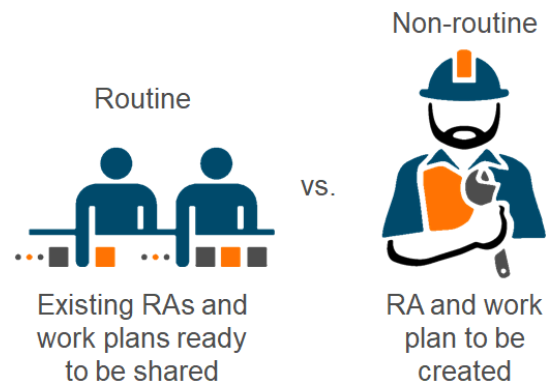 Routine
Existing RAs and
work plans ready
to be shared
vs.
Non-routine
RA and work
plan to be
created